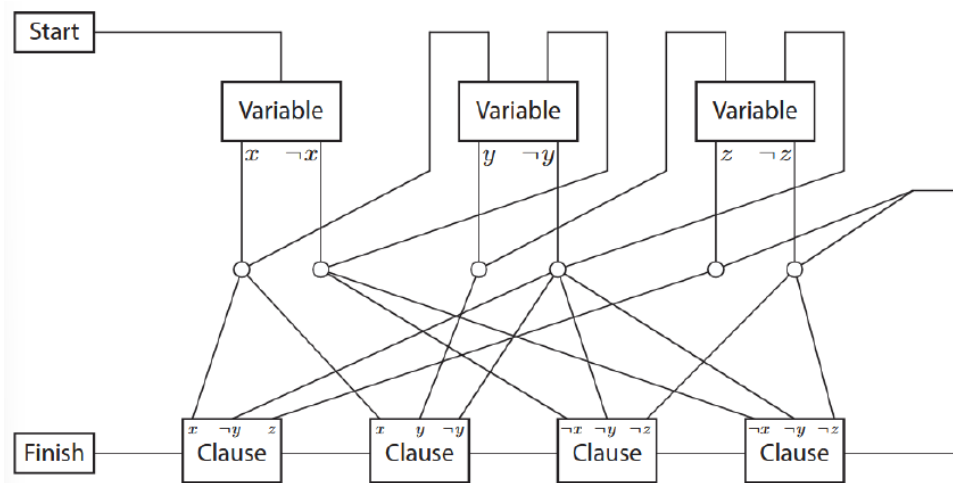 Start
Variable Variable Variable
x ¬x y ¬y z ¬z
x ¬y z x y ¬y ¬x ¬y ¬z ¬x ¬y ¬z
Finish Clause Clause Clause Clause